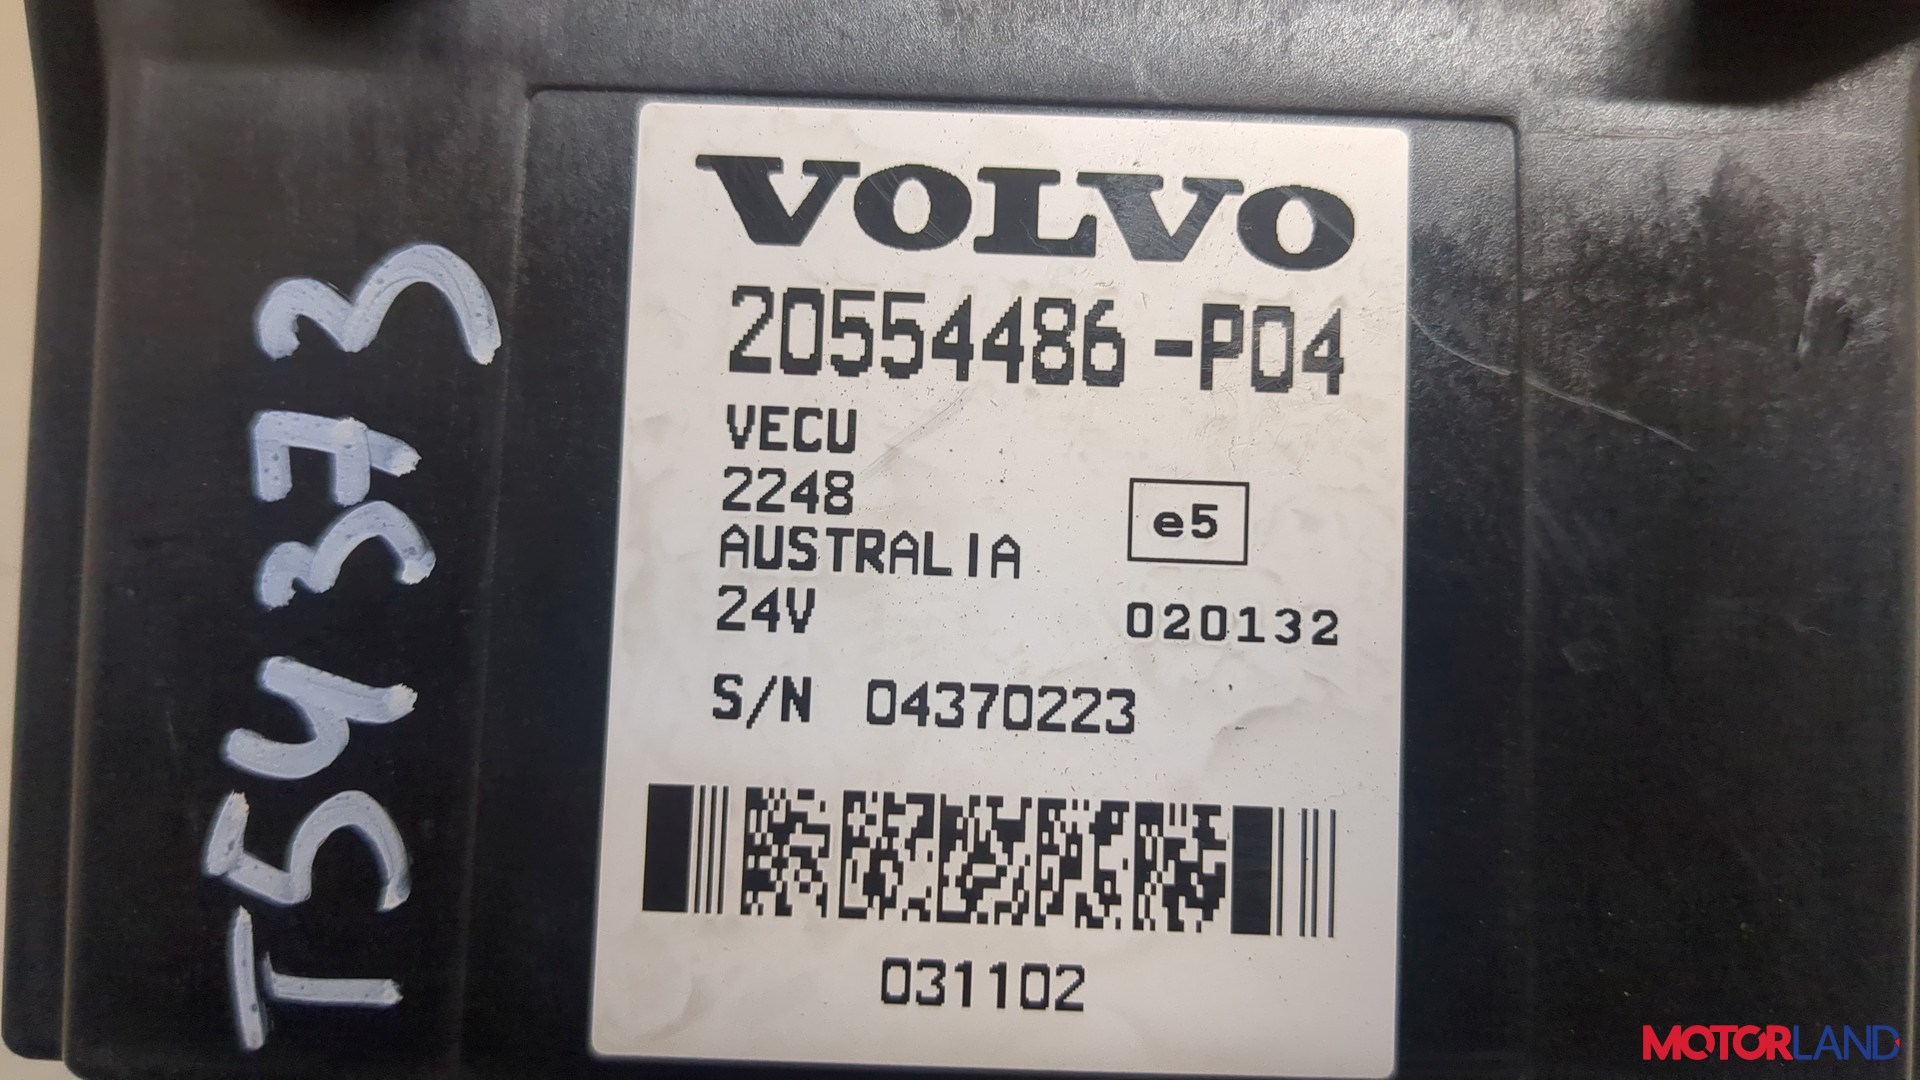 T54373
VOLVO
20554486-P04
VECU
2248
AUSTRALIA
e5
24V
020132
S/N 04370223
031102
MOTORLAND